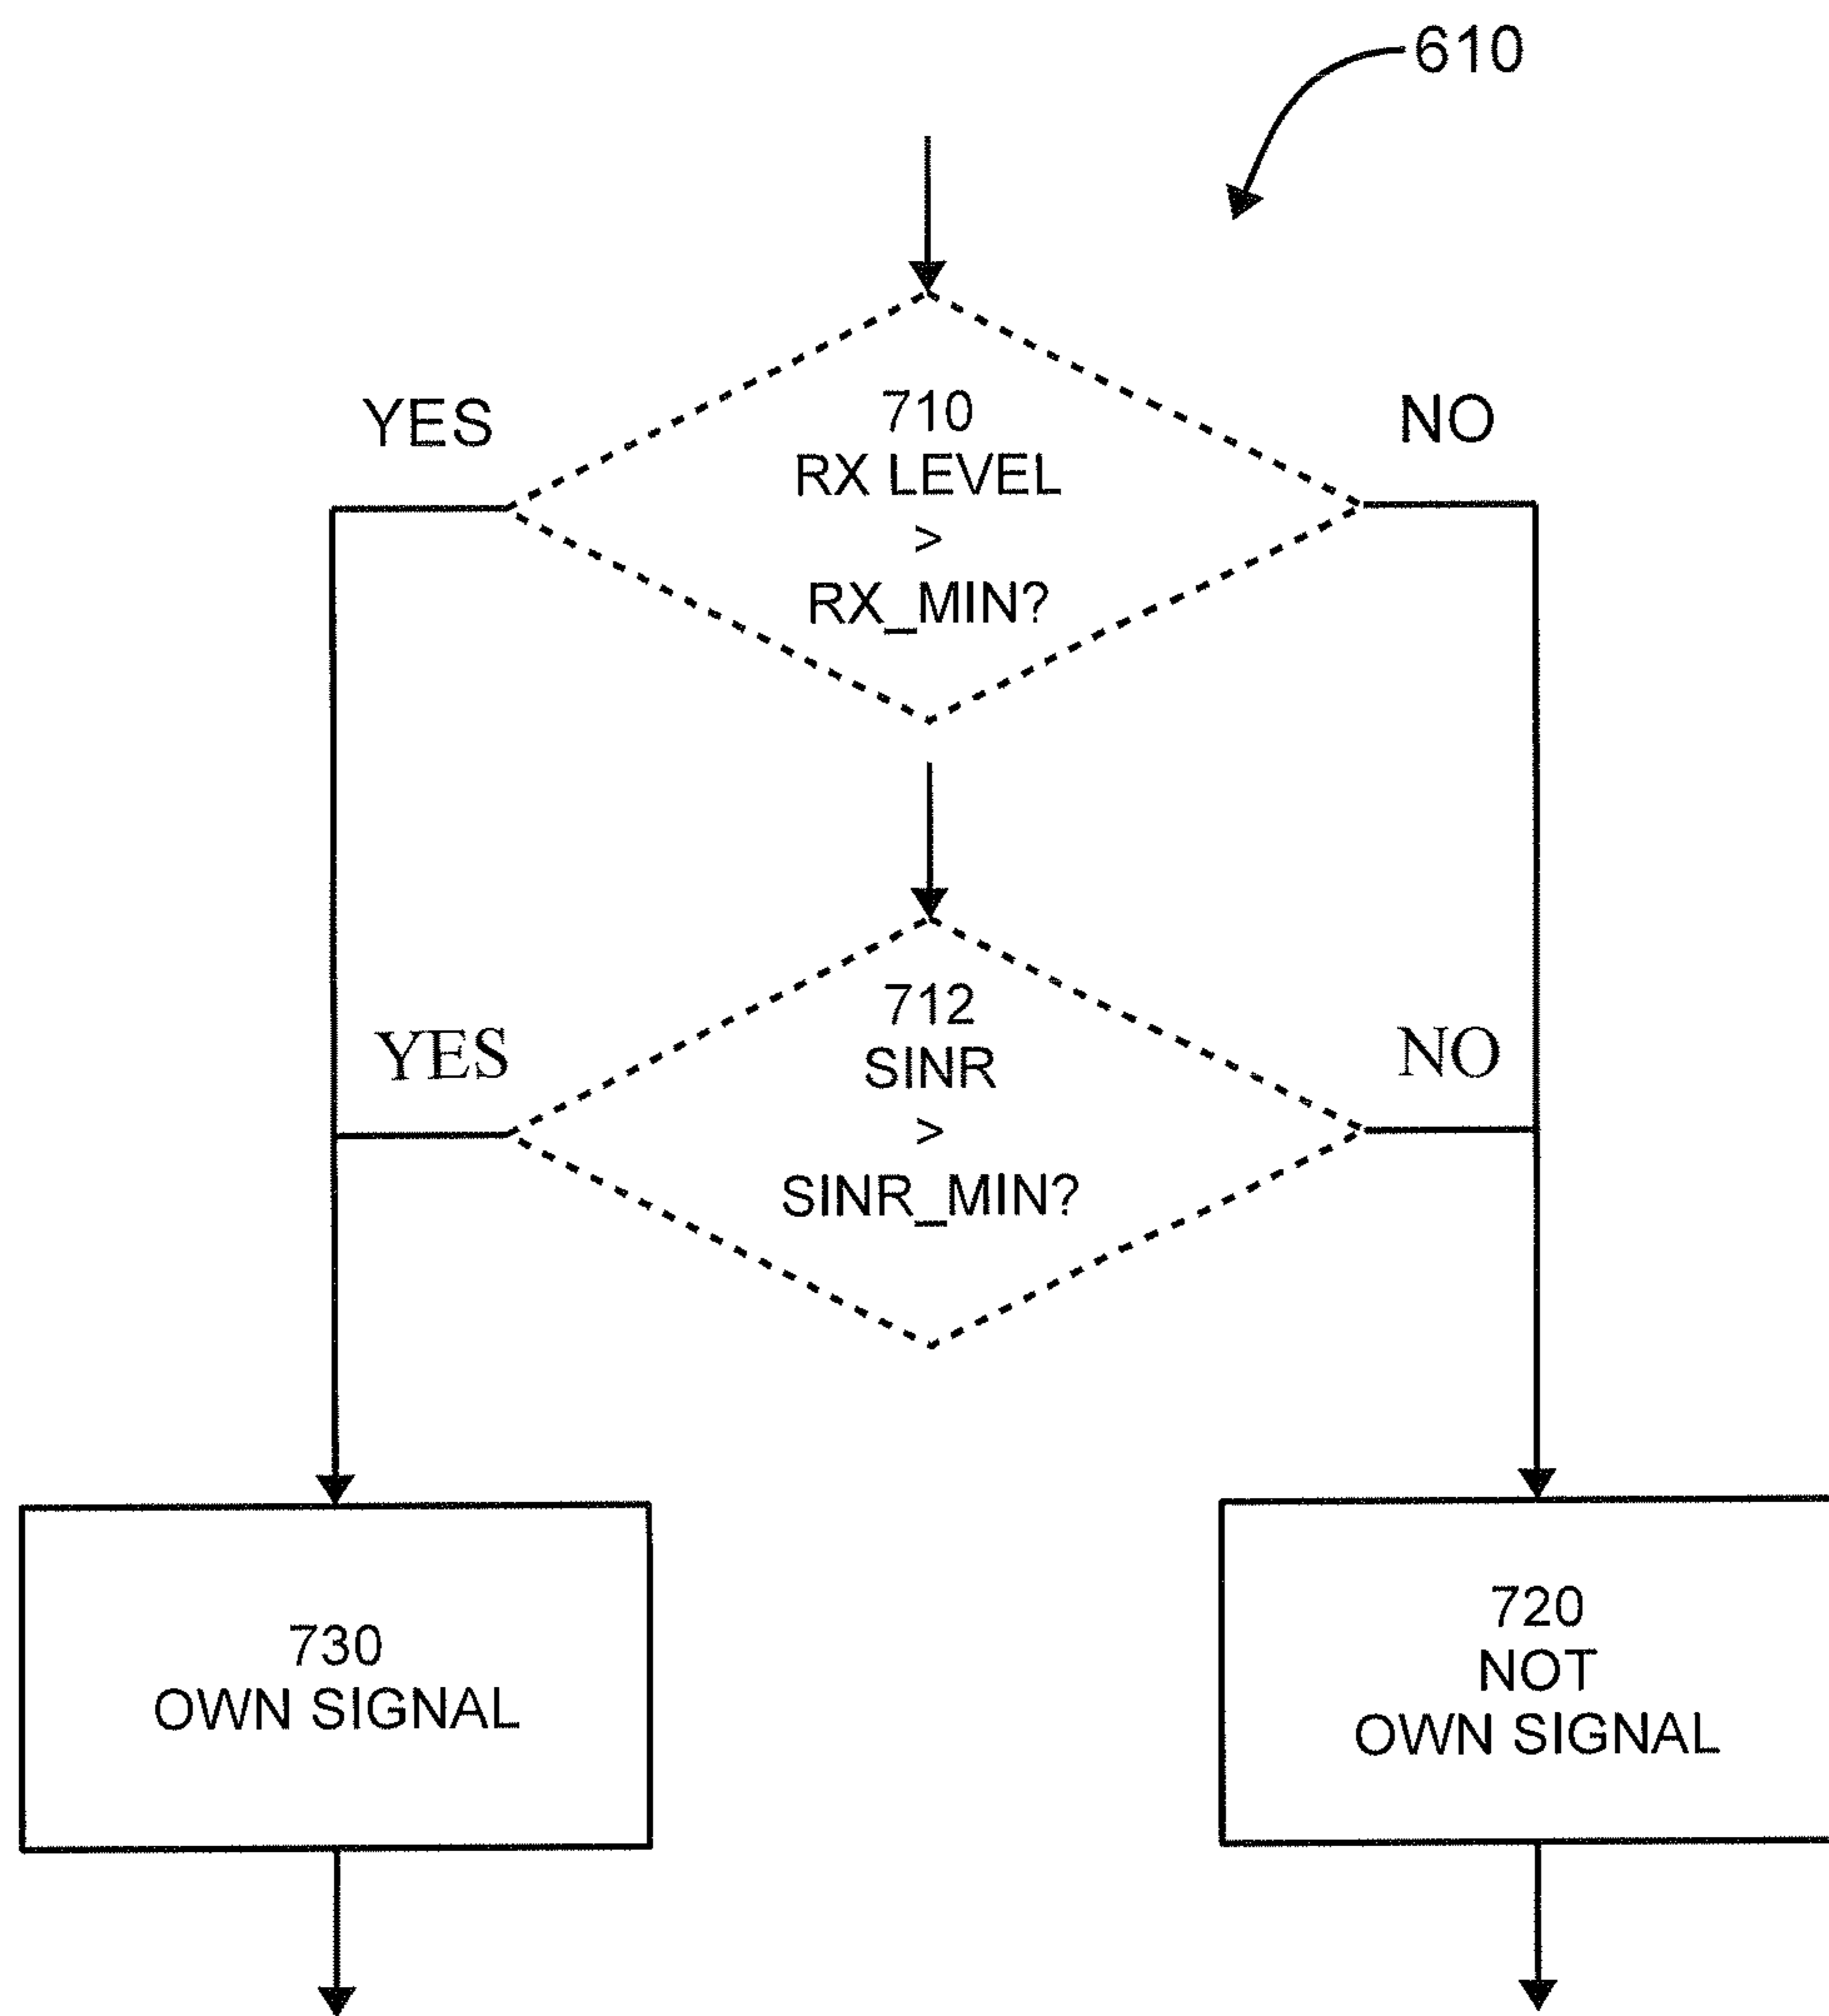 610
710
YES
NO
RX LEVEL
>
RX_MIN?
712
YES
SINR
NO
>
SINR_MIN?
730
OWN SIGNAL
720
NOT
OWN SIGNAL